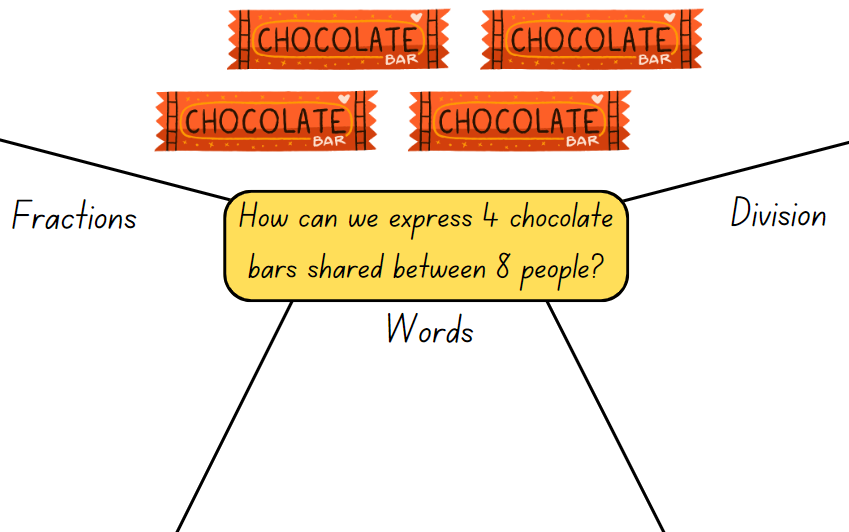 CHOCOLATE BAR
CHOCOLATE BAR
CHOCOLATE BAR
CHOCOLATE BAR
Fractions
How can we express 4 chocolate
bars shared between 8 people?
Division
Words